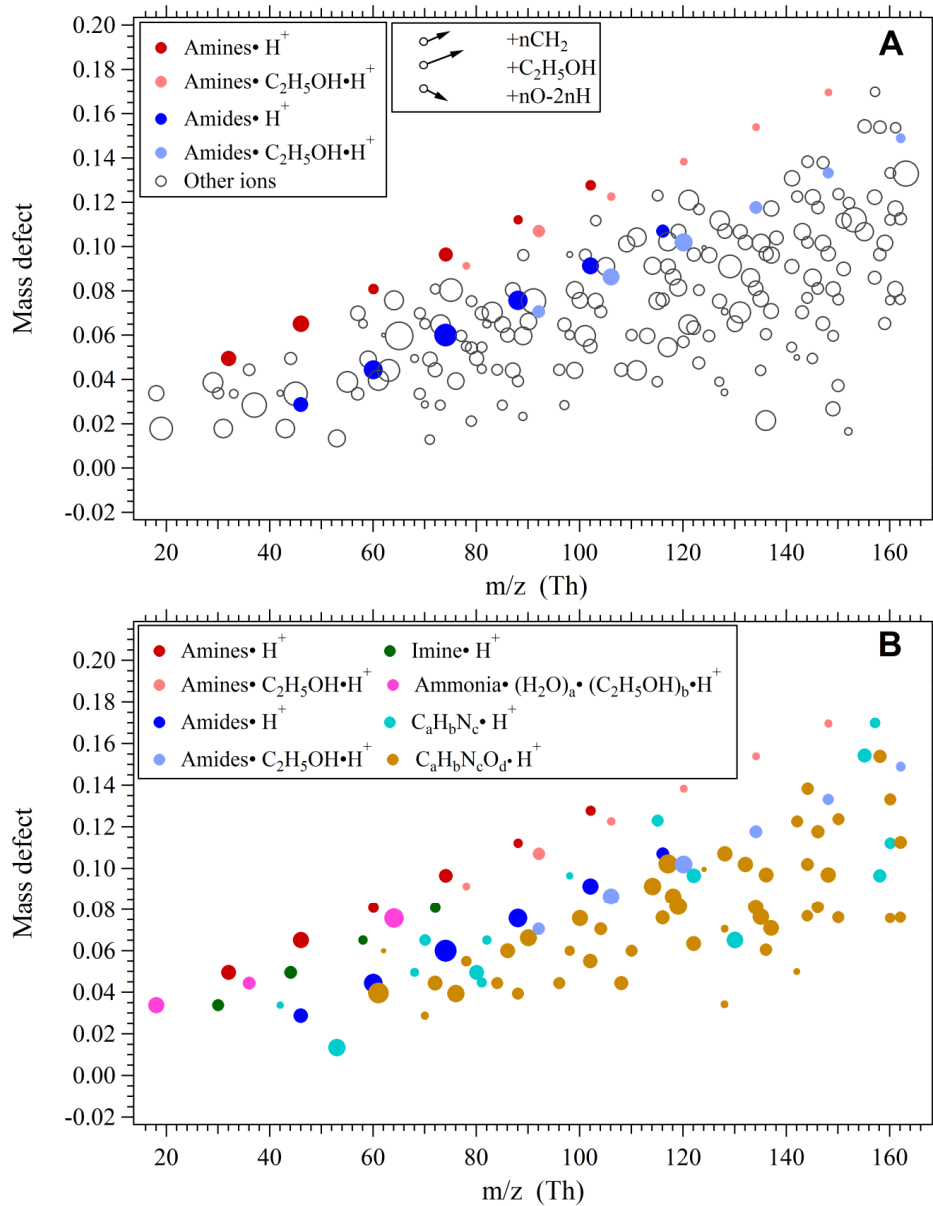 A
Amines• H⁺
Amines• C₂H₅OH•H⁺
Amides• H⁺
Amides• C₂H₅OH•H⁺
Other ions
+nCH₂
+C₂H₅OH
+nO-2nH
0.20
0.18
0.16
0.14
0.12
0.10
0.08
0.06
0.04
0.02
0.00
-0.02
Mass defect
20 40 60 80 100 120 140 160
m/z (Th)
B
Amines• H⁺ Imine• H⁺
Amines• C₂H₅OH•H⁺ Ammonia• (H₂O)ₐ• (C₂H₅OH)b•H⁺
Amides• H⁺ CₐHbNc• H⁺
Amides• C₂H₅OH•H⁺ CₐHbNcOd• H⁺
0.20
0.18
0.16
0.14
0.12
0.10
0.08
0.06
0.04
0.02
0.00
-0.02
Mass defect
20 40 60 80 100 120 140 160
m/z (Th)